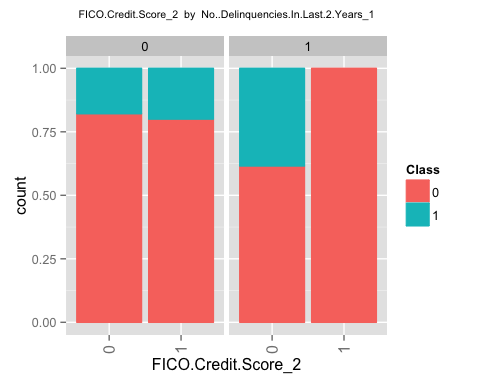 FICO.Credit.Score_2 by No..Delinquencies.In.Last.2.Years_1
0 1
1.00
0.75
0.50
0.25
0.00
count
0 1 0 1
FICO.Credit.Score_2
Class
0
1